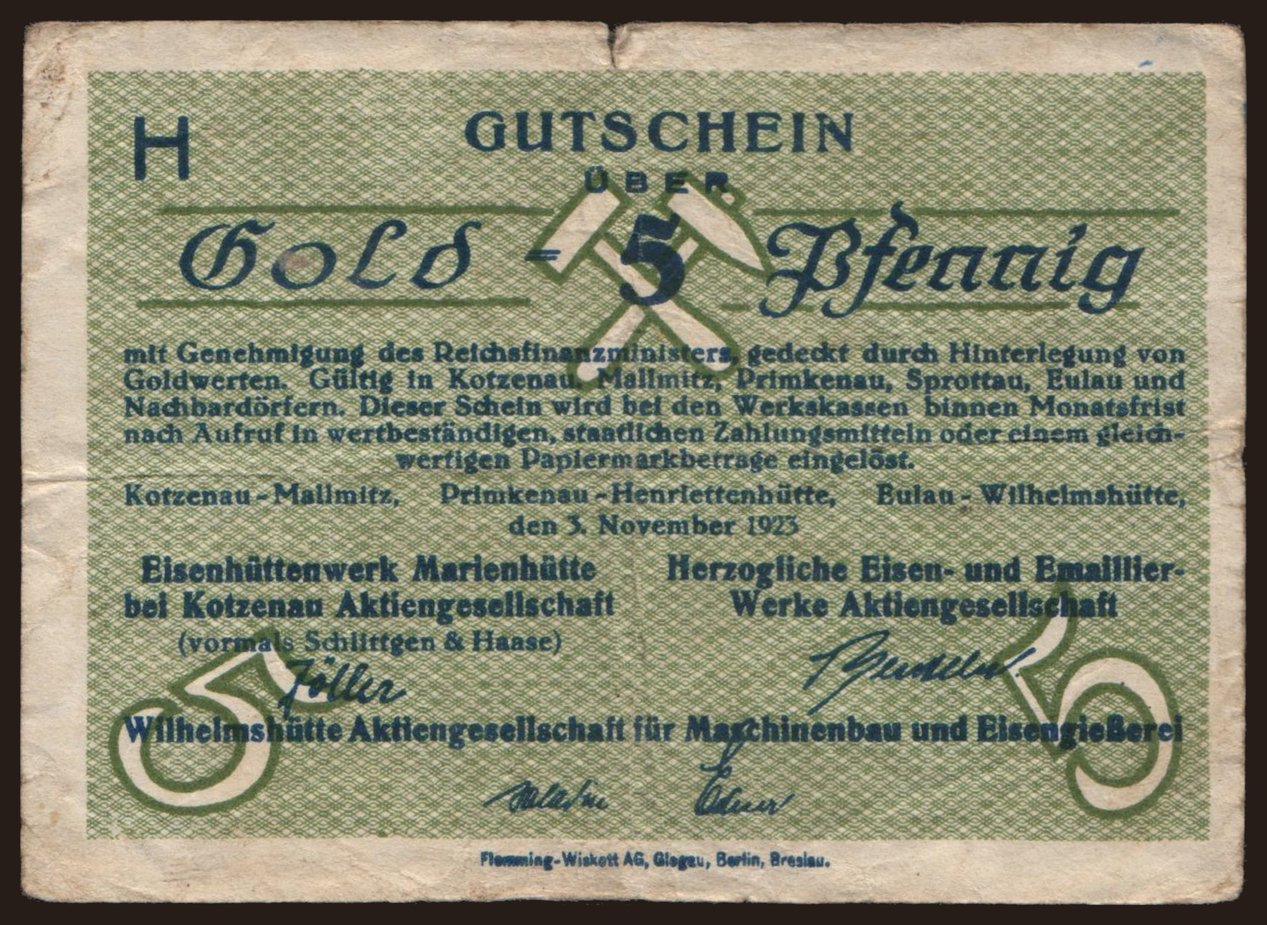 H
GUTSCHEIN
ÜBER
Gold - 5 Pfennig
mit Genehmigung des Reichsfinanzministers, gedeckt durch Hinterlegung von
Goldwerten. Gültig in Kotzenau, Mallmitz, Primkenau, Sprottau, Eulau und
Nachbardörfern. Dieser Schein wird bei den Werkskassen binnen Monatsfrist
nach Aufruf in wertbeständigen, staatlichen Zahlungsmitteln oder einem gleich-
wertigen Papiermarkbetrage eingelöst.
Kotzenau-Mallmitz, Primkenau-Henriettenhütte, Eulau-Wilhelmshütte,
den 3. November 1923
Eisenhüttenwerk Marienhütte
bei Kotzenau Aktiengesellschaft
(vormals Schlittgen & Haase)
Zöller
Herzogliche Eisen- und Emaillier-
Werke Aktiengesellschaft
Wilhelmshütte Aktiengesellschaft für Maschinenbau und Eisengießerei
5 5
Flemming-Wiskott AG, Glogau, Berlin, Breslau.